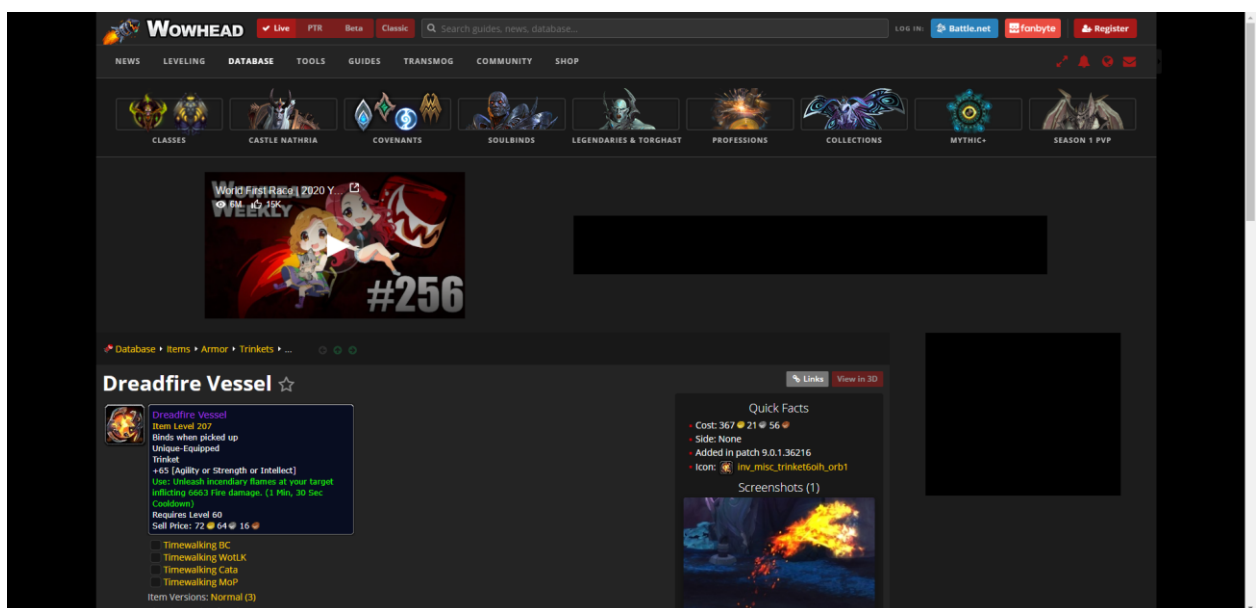 WOWHEAD
Live PTR Beta Classic
Search guides, news, database...
LOG IN: Battle.net fanbyte Register
NEWS LEVELING DATABASE TOOLS GUIDES TRANSMOG COMMUNITY SHOP
CLASSES CASTLE NATHRIA COVENANTS SOULBINDS LEGENDARIES & TORGHAST PROFESSIONS COLLECTIONS MYTHIC+ SEASON 1 PVP
World First Race | 2020 Y...
6M 15K
WEEKLY
#256
Database Items Armor Trinkets ...
Dreadfire Vessel
Links View in 3D
Dreadfire Vessel
Item Level 207
Binds when picked up
Unique-Equipped
Trinket
+65 [Agility or Strength or Intellect]
Use: Unleash incendiary flames at your target
inflicting 6663 Fire damage. (1 Min, 30 Sec
Cooldown)
Requires Level 60
Sell Price: 72 64 16
Timewalking BC
Timewalking WotLK
Timewalking Cata
Timewalking MoP
Item Versions: Normal (3)
Quick Facts
Cost: 367 21 56
Side: None
Added in patch 9.0.1.36216
Icon: inv_misc_trinket6oih_orb1
Screenshots (1)